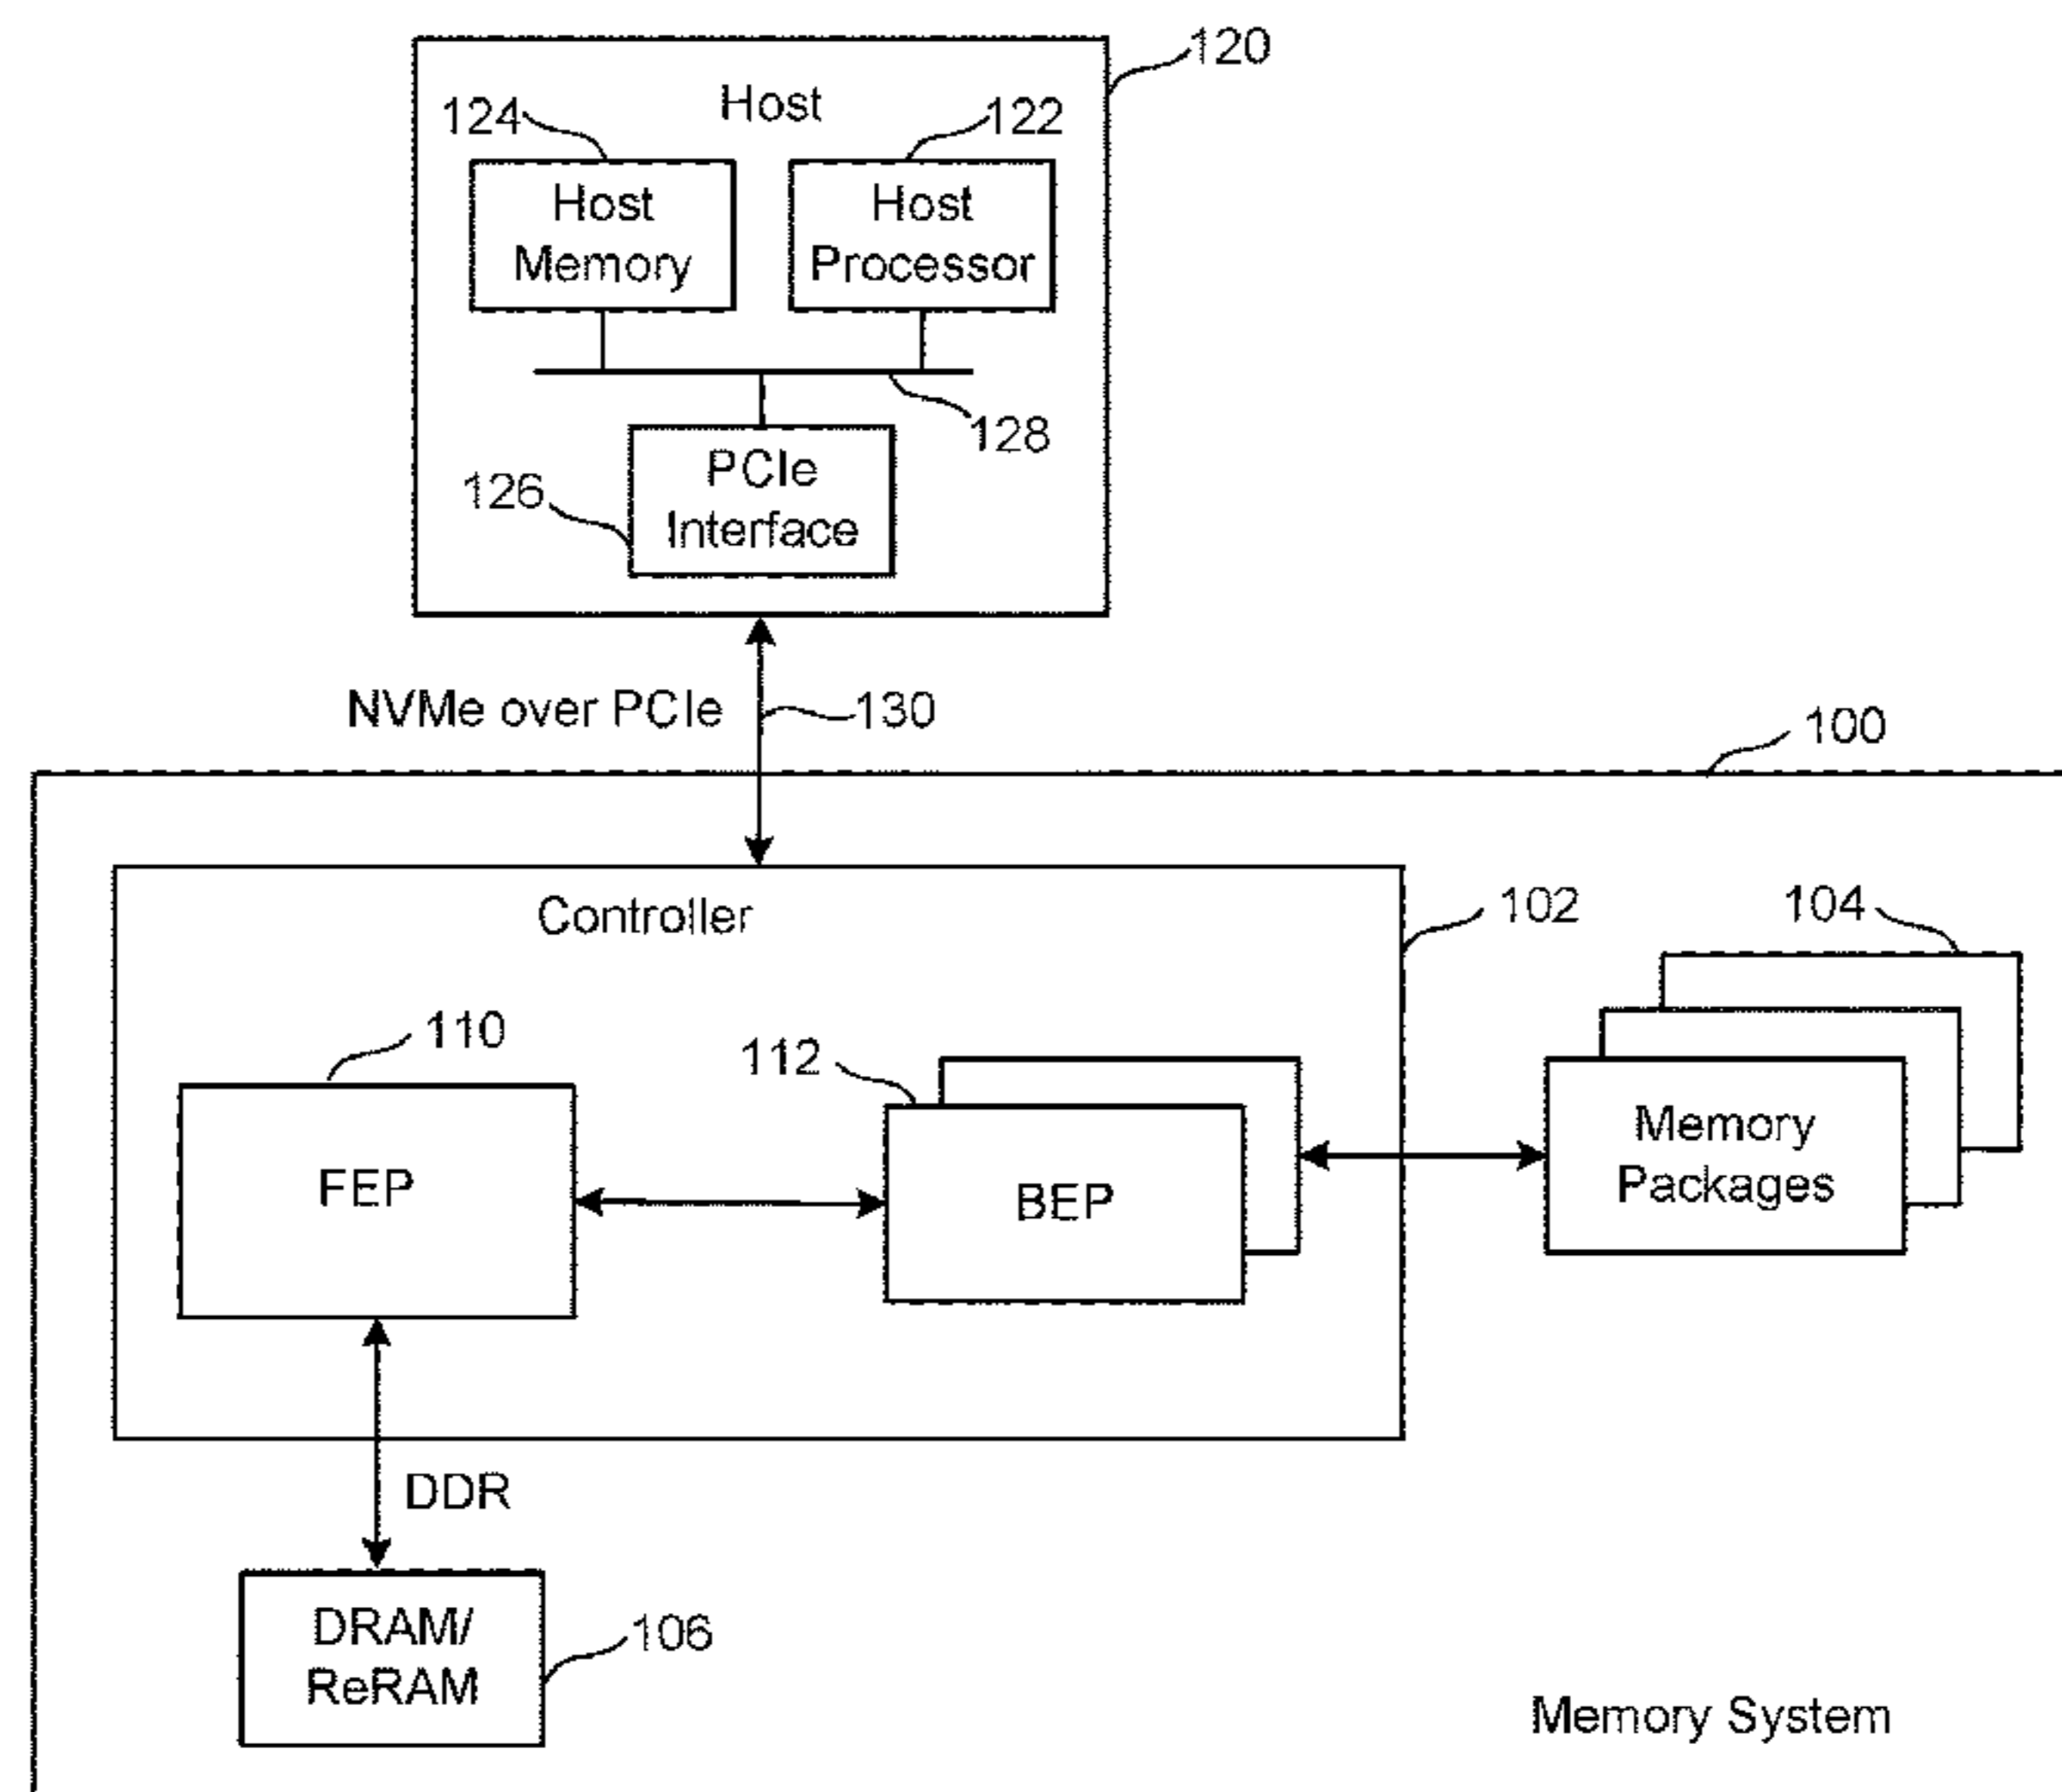 120
Host
124
122
Host
Memory
Host
Processor
128
PCIe
Interface
126
NVMe over PCIe
130
100
Controller
102
104
110
112
FEP
BEP
Memory
Packages
DDR
DRAM/
ReRAM
106
Memory System